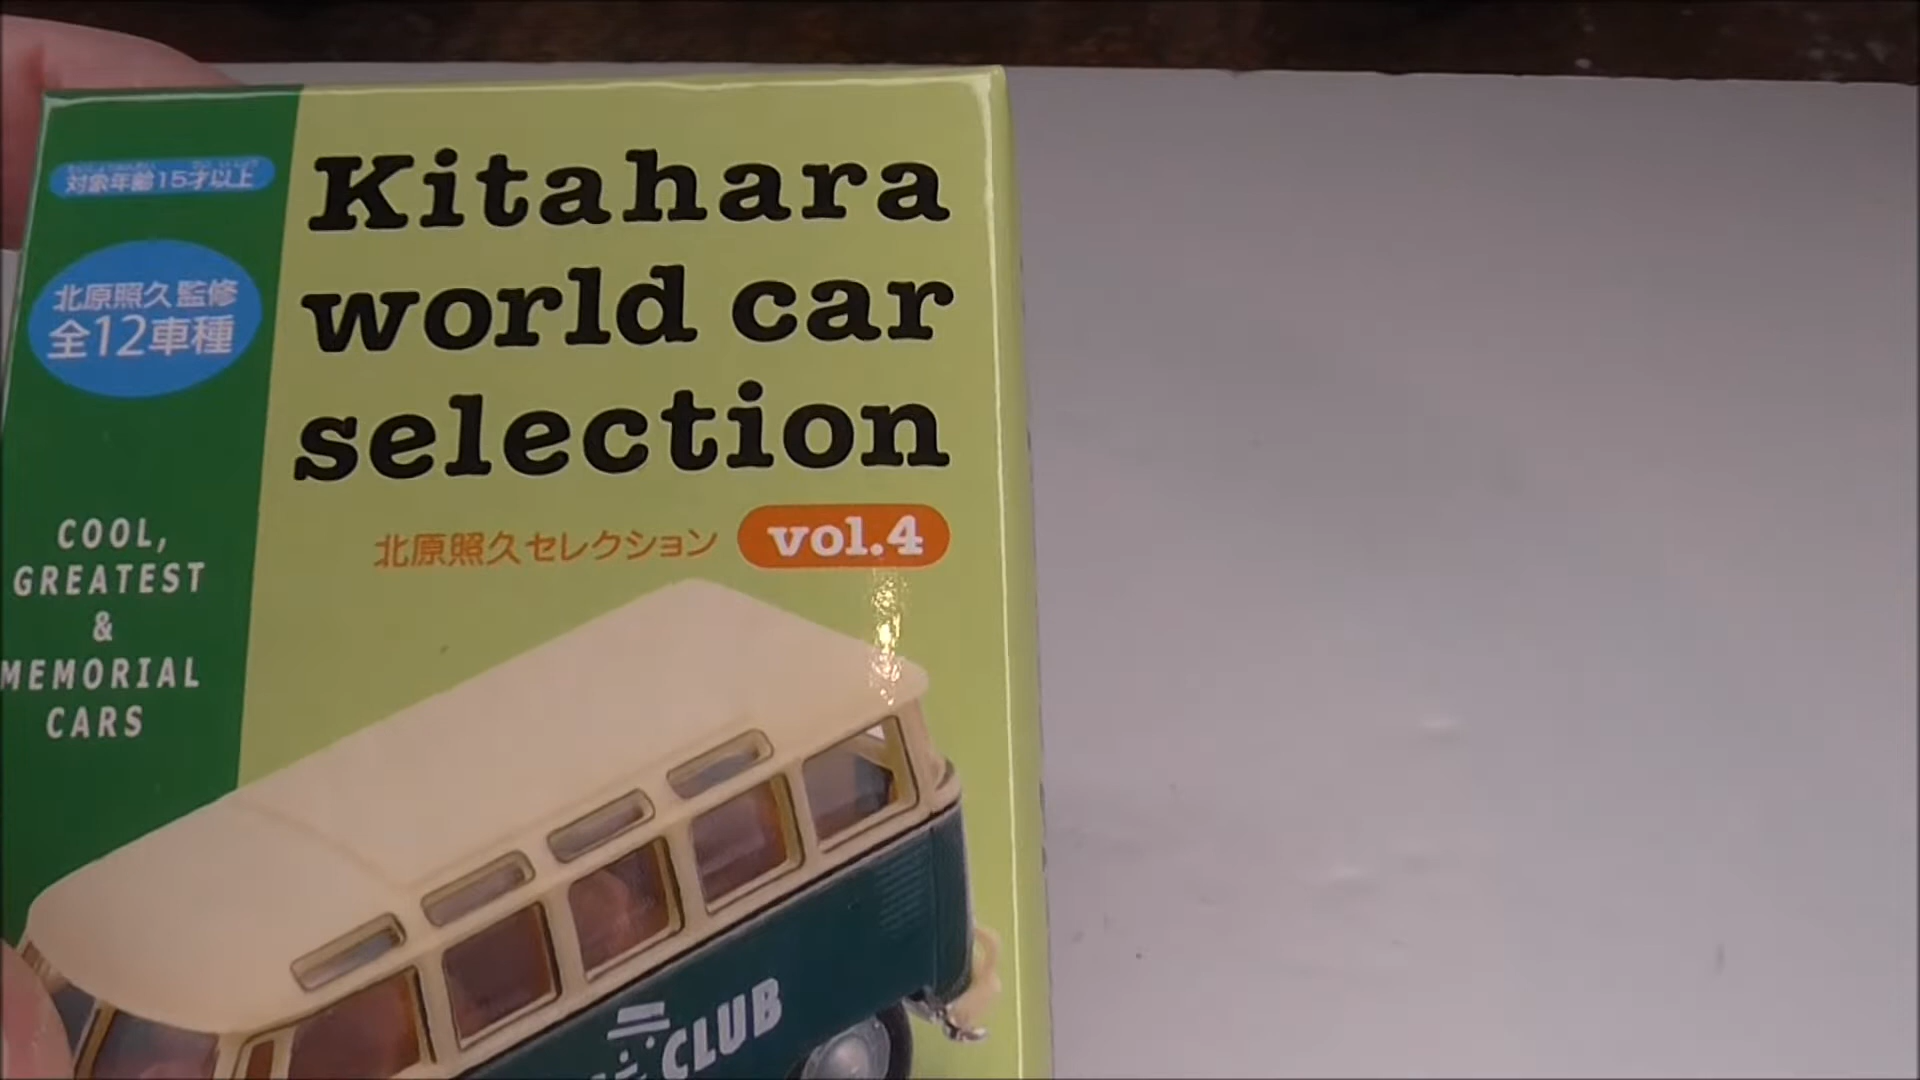 対象年齢15才以上
北原照久監修
全12車種
COOL,
GREATEST
&
MEMORIAL
CARS
Kitahara
world car
selection
北原照久セレクション
vol.4
CLUB